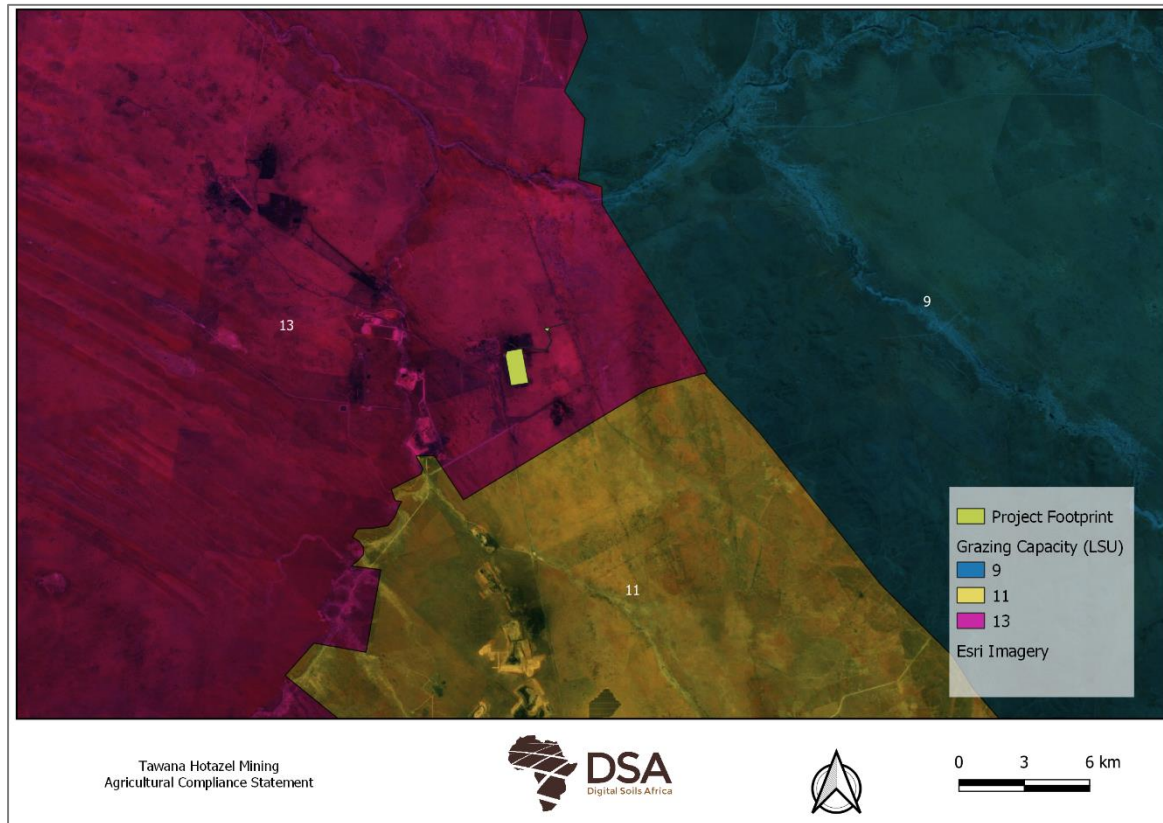 9
13
11
Project Footprint
Grazing Capacity (LSU)
9
11
13
Esri Imagery
Tawana Hotazel Mining
Agricultural Compliance Statement
DSA
Digital Soils Africa
0 3 6 km